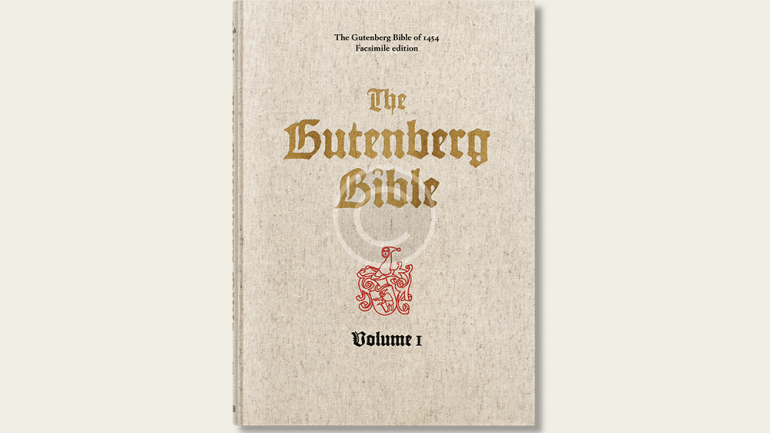 The Gutenberg Bible of 1454
Facsimile edition
The
Gutenberg
Bible
Volume I